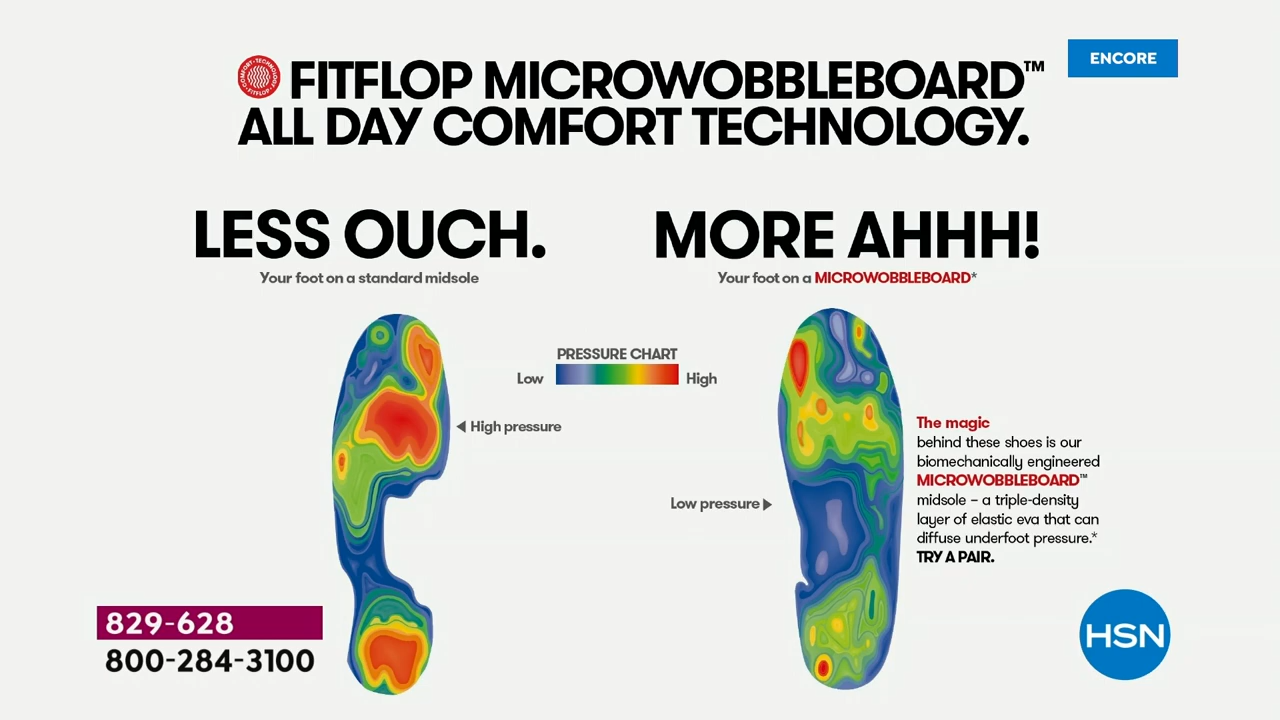 ENCORE
FITFLOP MICROWOBBLEBOARD™
ALL DAY COMFORT TECHNOLOGY.
LESS OUCH.
MORE AHHH!
Your foot on a standard midsole
Your foot on a MICROWOBBLEBOARD*
PRESSURE CHART
Low
High
High pressure
Low pressure
The magic
behind these shoes is our
biomechanically engineered
MICROWOBBLEBOARD™
midsole – a triple-density
layer of elastic eva that can
diffuse underfoot pressure.*
TRY A PAIR.
829-628
800-284-3100
HSN